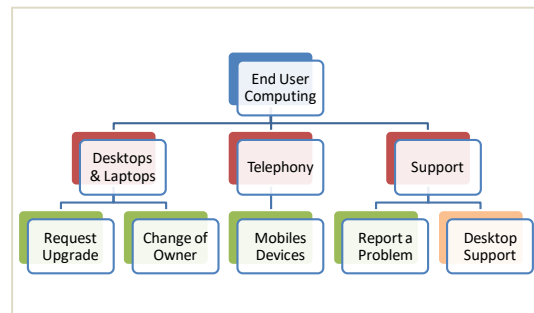 End User
Computing
Desktops
& Laptops
Telephony
Support
Request
Upgrade
Change of
Owner
Mobiles
Devices
Report a
Problem
Desktop
Support